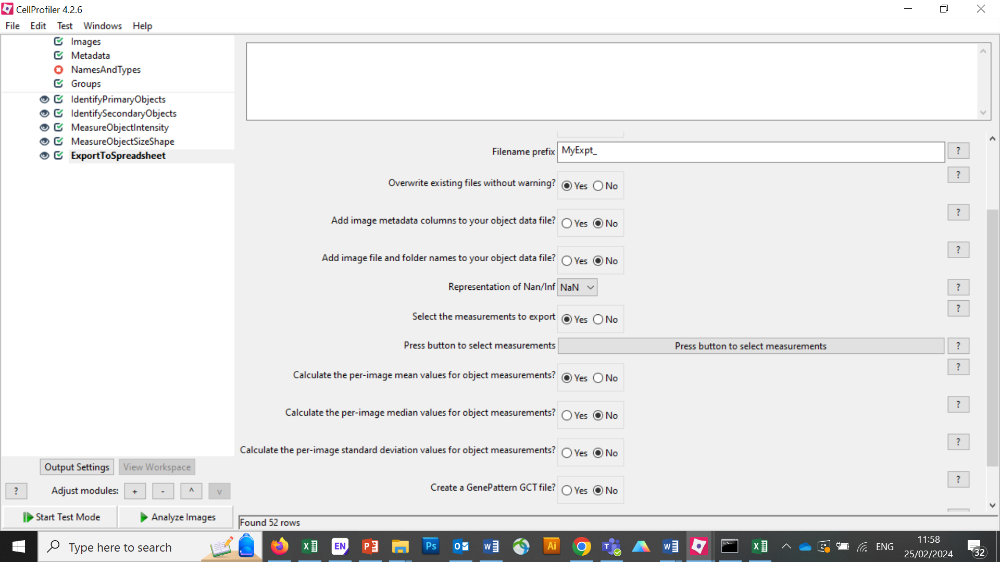 CellProfiler 4.2.6
File Edit Test Windows Help
Images
Metadata
NamesAndTypes
Groups
IdentifyPrimaryObjects
IdentifySecondaryObjects
MeasureObjectIntensity
MeasureObjectSizeShape
ExportToSpreadsheet
Filename prefix MyExpt_ ?
Overwrite existing files without warning? Yes No ?
Add image metadata columns to your object data file? Yes No ?
Add image file and folder names to your object data file? Yes No ?
Representation of Nan/Inf NaN ?
Select the measurements to export Yes No ?
Press button to select measurements Press button to select measurements ?
Calculate the per-image mean values for object measurements? Yes No ?
Calculate the per-image median values for object measurements? Yes No ?
Calculate the per-image standard deviation values for object measurements? Yes No ?
Create a GenePattern GCT file? Yes No ?
Output Settings View Workspace
? Adjust modules: + - ^ v
Start Test Mode Analyze Images
Found 52 rows
Type here to search
EN Ps Ai ENG
11:58
25/02/2024
32